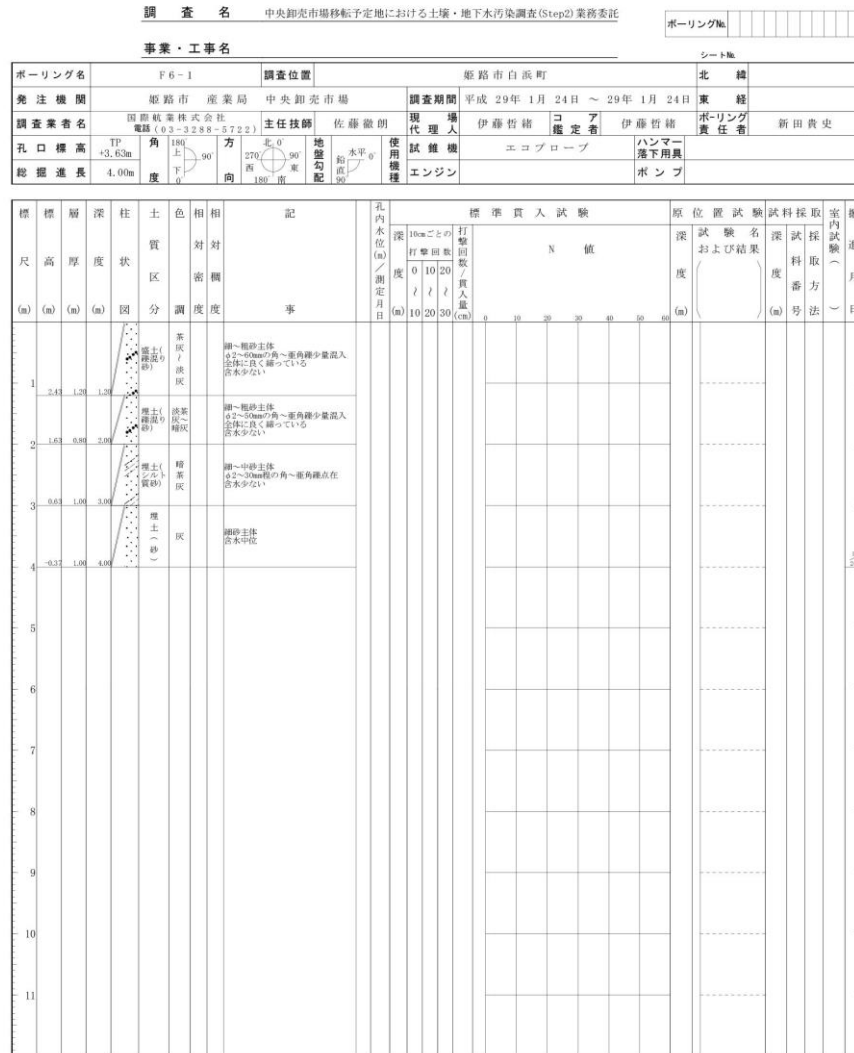 調査名 中央卸売市場移転予定地における土壌・地下水汚染調査(Step2)業務委託
ボーリング№
事業・工事名
シート№
ボーリング名 F6-1 調査位置 姫路市白浜町 北緯
発注機関 姫路市 産業局 中央卸売市場 調査期間 平成 29年 1月 24日 ～ 29年 1月 24日 東経
調査業者名 国際航業株式会社 電話(03-3288-5722) 主任技師 佐藤徹朗 現場代理人 伊藤哲緒 コア鑑定者 伊藤哲緒 ボーリング責任者 新田貴史
孔口標高 TP +3.63m 角度 180° 上 下 0° 90° 方向 北 0° 270° 西 90° 東 180° 南 地盤勾配 水平 0° 鉛直 90° 使用機種 試錐機 エコプローブ ハンマー落下用具
総掘進長 4.00m エンジン ポンプ
標尺(m) 標高(m) 層厚(m) 深度(m) 柱状図 土質区分 色調 相対密度 相対稠度 記事 孔内水位(m)/測定月日 標準貫入試験 原位置試験 試料採取 室内試験( )
深度(m) 10cmごとの打撃回数 0～10 10～20 20～30 打撃回数/貫入量(cm) N 値 深度(m) 試験名および結果 深度(m) 試料番号 採取方法
0 10 20 30 40 50 60
盛土(礫混り砂) 茶灰～淡灰 細～粗砂主体
φ2～60mmの角～亜角礫少量混入
全体に良く締っている
含水少ない
1
2.43 1.20 1.20
埋土(礫混り砂) 淡茶灰～暗灰 細～粗砂主体
φ2～50mmの角～亜角礫少量混入
全体に良く締っている
含水少ない
2 1.63 0.80 2.00
埋土(シルト質砂) 暗茶灰 細～中砂主体
φ2～30mm程の角～亜角礫点在
含水少ない
3 0.63 1.00 3.00
埋土(砂) 灰 細砂主体
含水中位
4 -0.37 1.00 4.00
5
6
7
8
9
10
11